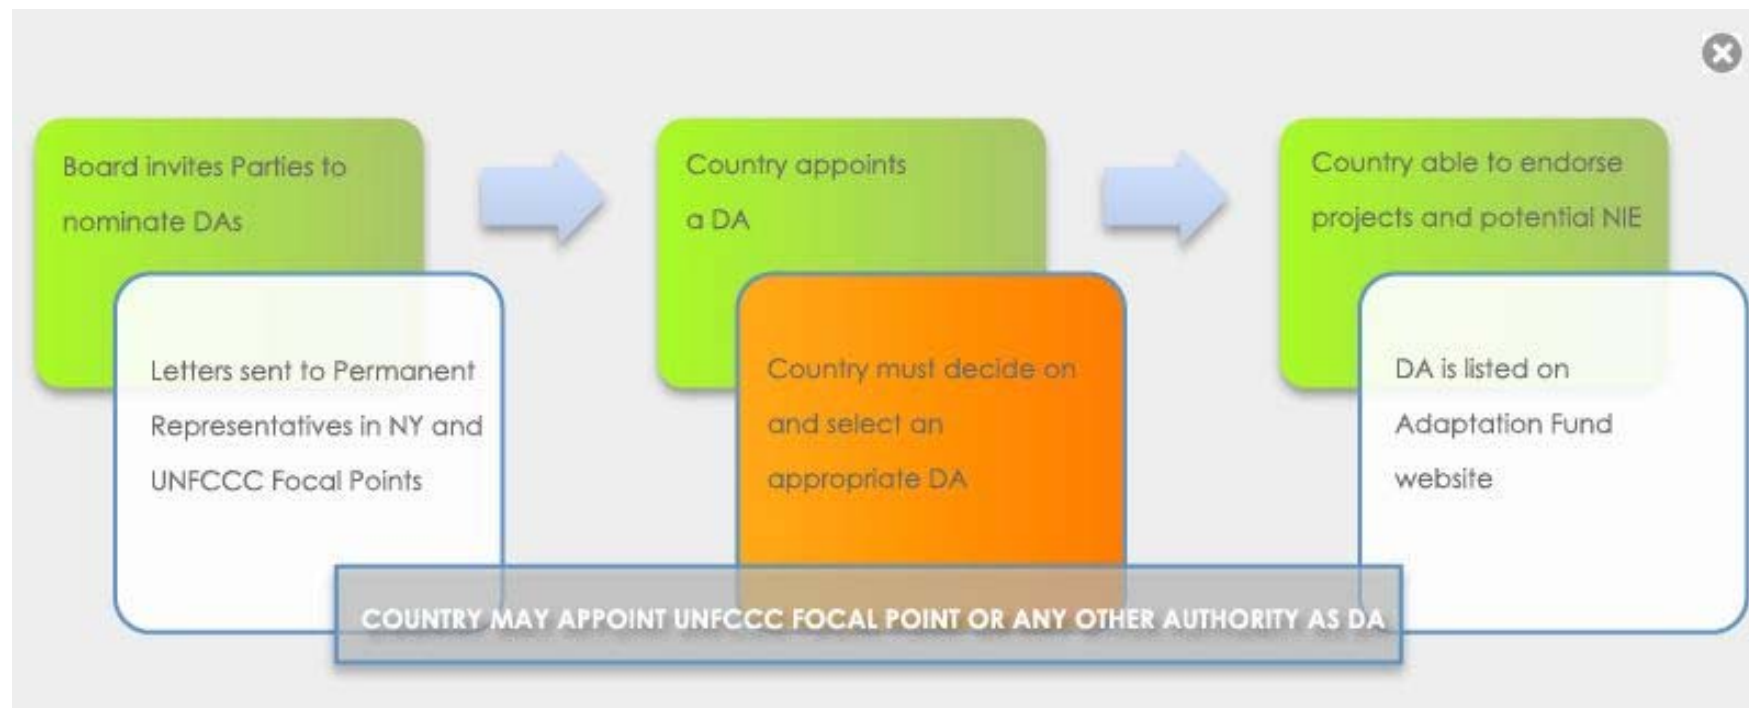 Board invites Parties to
nominate DAs
Letters sent to Permanent
Representatives in NY and
UNFCCC Focal Points
Country appoints
a DA
Country must decide on
and select an
appropriate DA
Country able to endorse
projects and potential NIE
DA is listed on
Adaptation Fund
website
COUNTRY MAY APPOINT UNFCCC FOCAL POINT OR ANY OTHER AUTHORITY AS DA